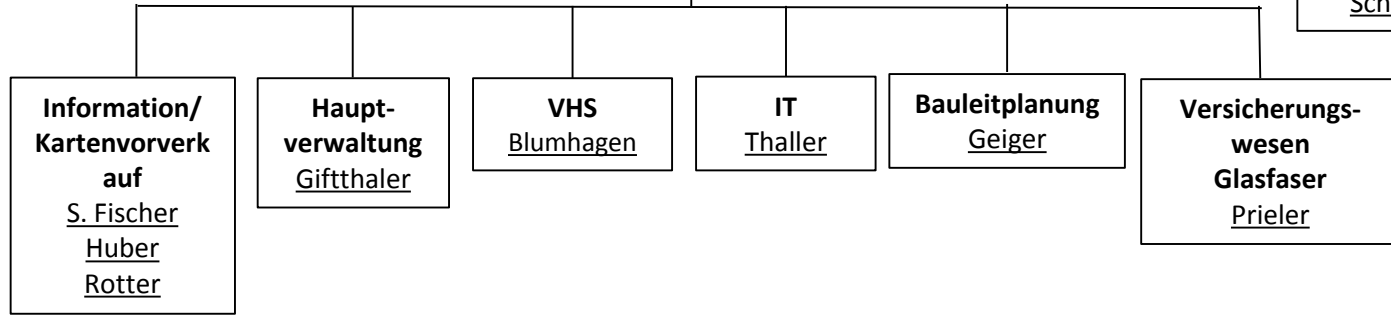 Information/
Kartenvorverk
auf
S. Fischer
Huber
Rotter
Haupt-
verwaltung
Giftthaler
VHS
Blumhagen
IT
Thaller
Bauleitplanung
Geiger
Versicherungs-
wesen
Glasfaser
Prieler